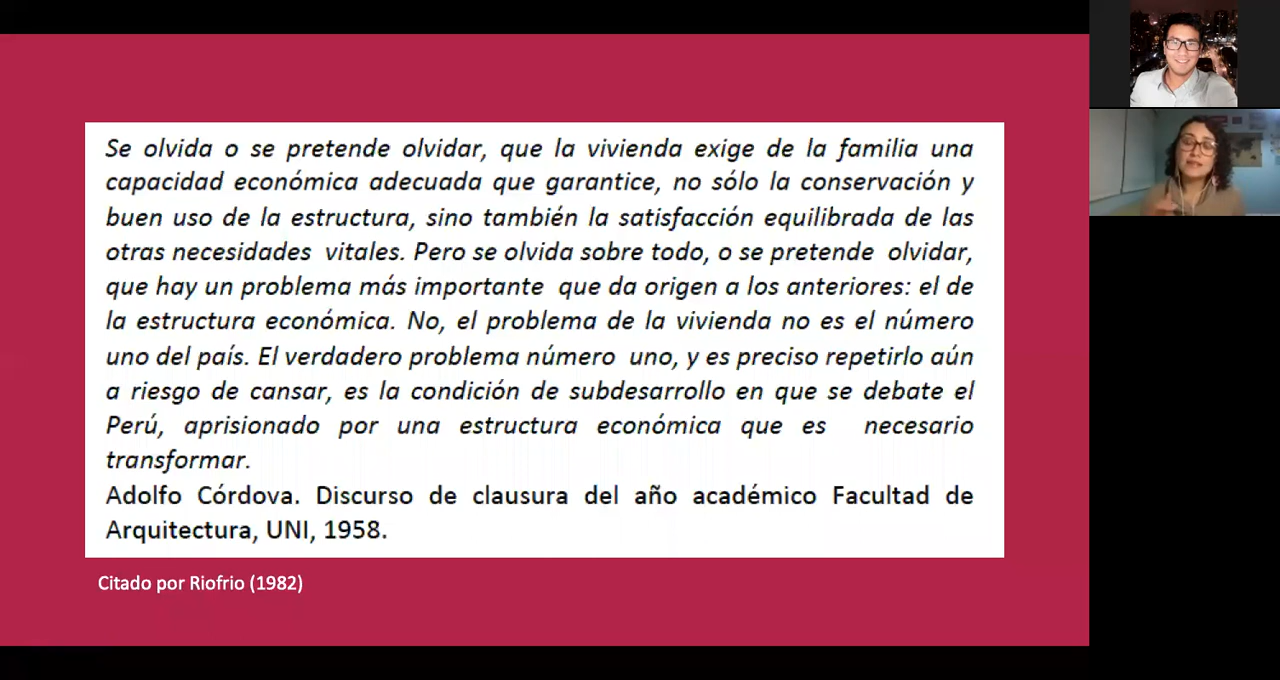 Se olvida o se pretende olvidar, que la vivienda exige de la familia una
capacidad económica adecuada que garantice, no sólo la conservación y
buen uso de la estructura, sino también la satisfacción equilibrada de las
otras necesidades vitales. Pero se olvida sobre todo, o se pretende olvidar,
que hay un problema más importante que da origen a los anteriores: el de
la estructura económica. No, el problema de la vivienda no es el número
uno del país. El verdadero problema número uno, y es preciso repetirlo aún
a riesgo de cansar, es la condición de subdesarrollo en que se debate el
Perú, aprisionado por una estructura económica que es necesario
transformar.
Adolfo Córdova. Discurso de clausura del año académico Facultad de
Arquitectura, UNI, 1958.
Citado por Riofrio (1982)